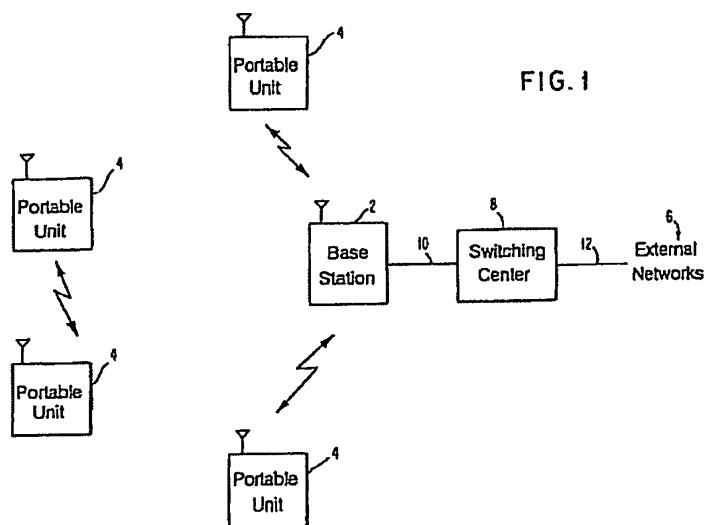 4
Portable
Unit
FIG. 1
4
Portable
Unit
2
Base
Station
10
8
Switching
Center
12
6
External
Networks
4
Portable
Unit
4
Portable
Unit